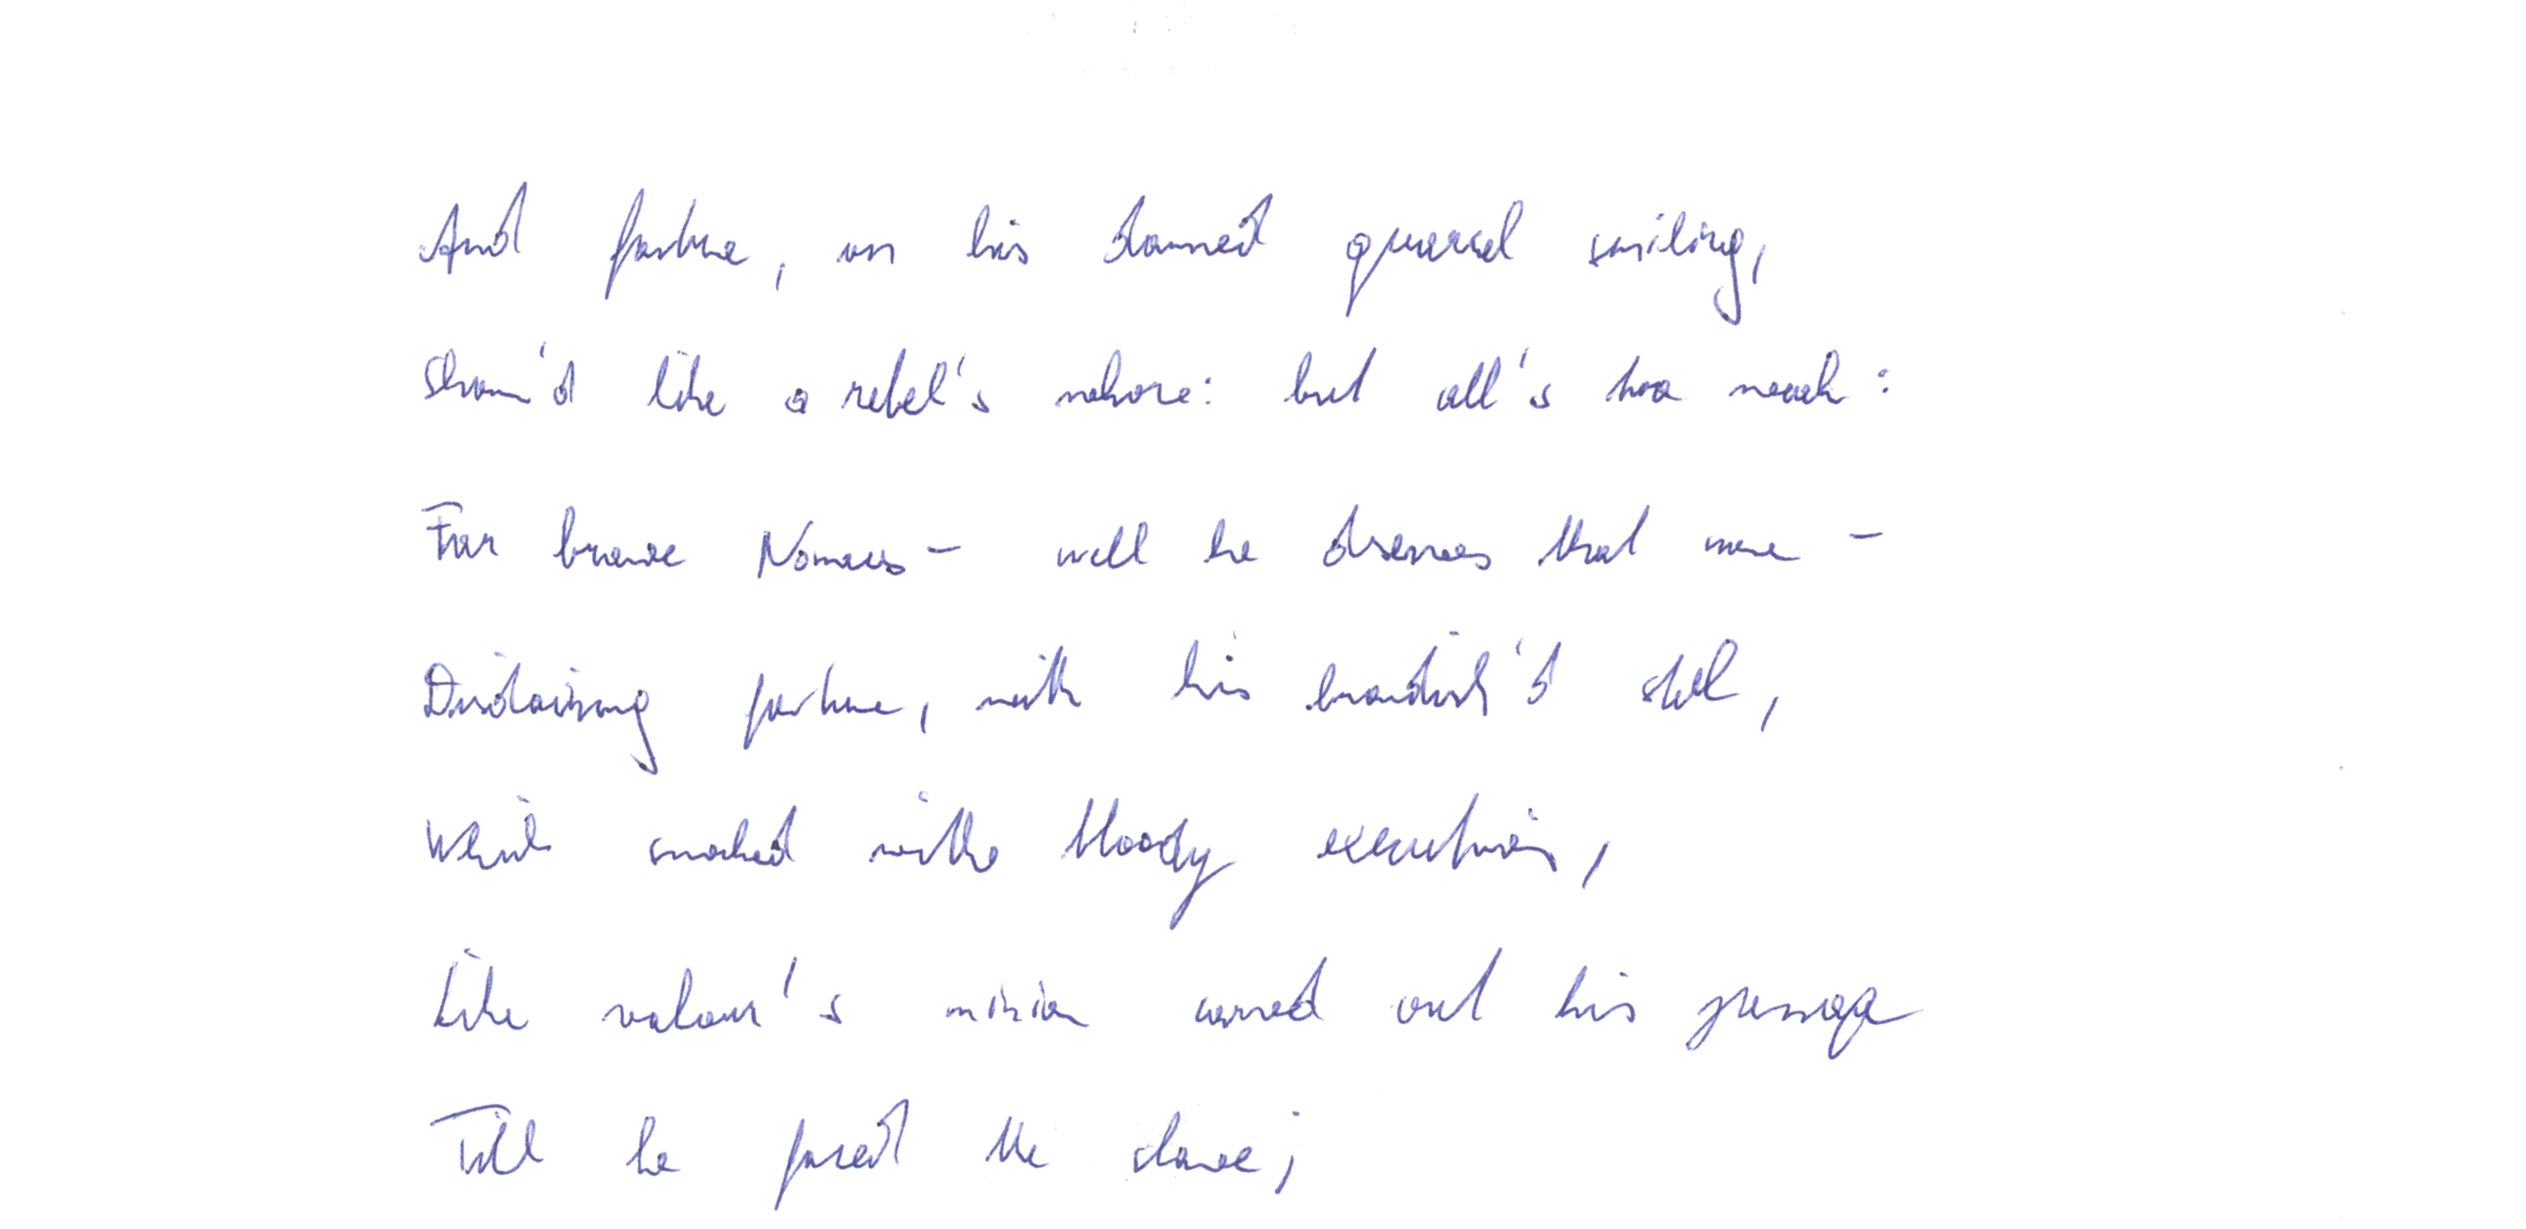 And fortune, on his damned quarrel smiling,
Show'd like a rebel's whore: but all's too weak:
For brave Nomads — well he deserves that name —
Disdaining fortune, with his brandish'd steel,
Which smoked with bloody execution,
Like valour's minion carved out his passage
Till he faced the slave;